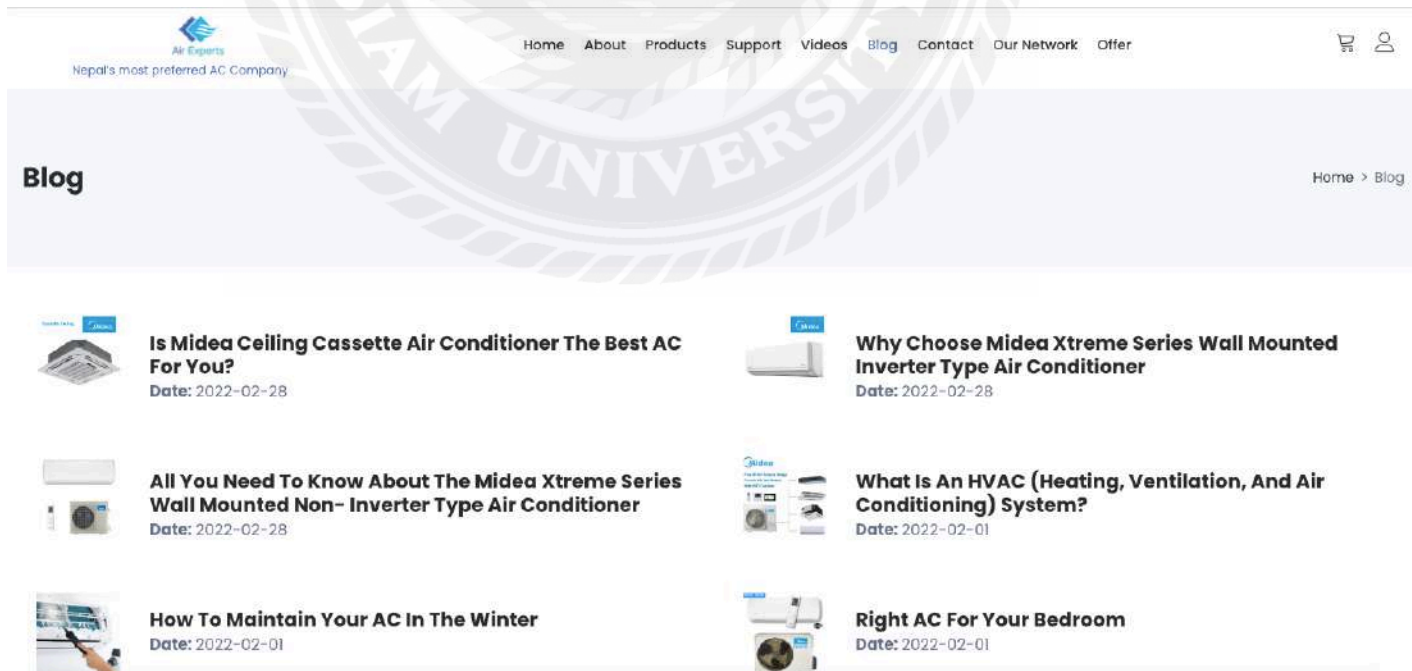 Air Experts
Nepal's most preferred AC Company
Home About Products Support Videos Blog Contact Our Network Offer
UNIVERSITY
Blog
Home > Blog
Midea
Is Midea Ceiling Cassette Air Conditioner The Best AC
For You?
Date: 2022-02-28
Midea
Why Choose Midea Xtreme Series Wall Mounted
Inverter Type Air Conditioner
Date: 2022-02-28
All You Need To Know About The Midea Xtreme Series
Wall Mounted Non- Inverter Type Air Conditioner
Date: 2022-02-28
Midea
What Is An HVAC (Heating, Ventilation, And Air
Conditioning) System?
Date: 2022-02-01
How To Maintain Your AC In The Winter
Date: 2022-02-01
Right AC For Your Bedroom
Date: 2022-02-01